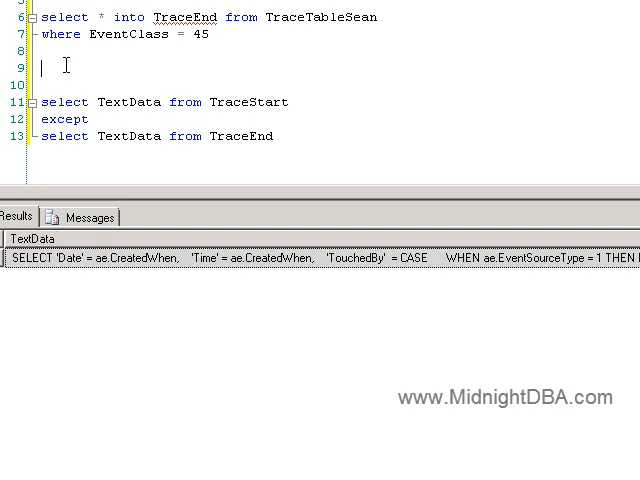 5
6 select * into TraceEnd from TraceTableSean
7 where EventClass = 45
8
9
10
11 select TextData from TraceStart
12 except
13 select TextData from TraceEnd
Results Messages
TextData
SELECT 'Date' = ae.CreatedWhen, 'Time' = ae.CreatedWhen, 'TouchedBy' = CASE WHEN ae.EventSourceType = 1 THEN
www.MidnightDBA.com